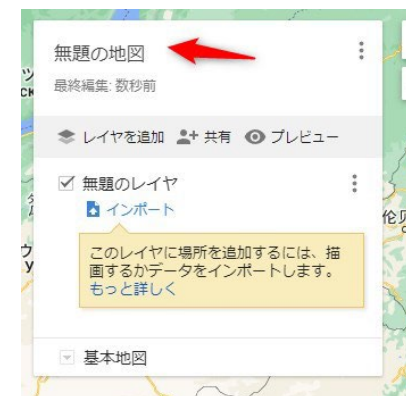 無題の地図
最終編集: 数秒前
レイヤを追加 共有 プレビュー
無題のレイヤ
インポート
このレイヤに場所を追加するには、描
画するかデータをインポートします。
もっと詳しく
基本地図